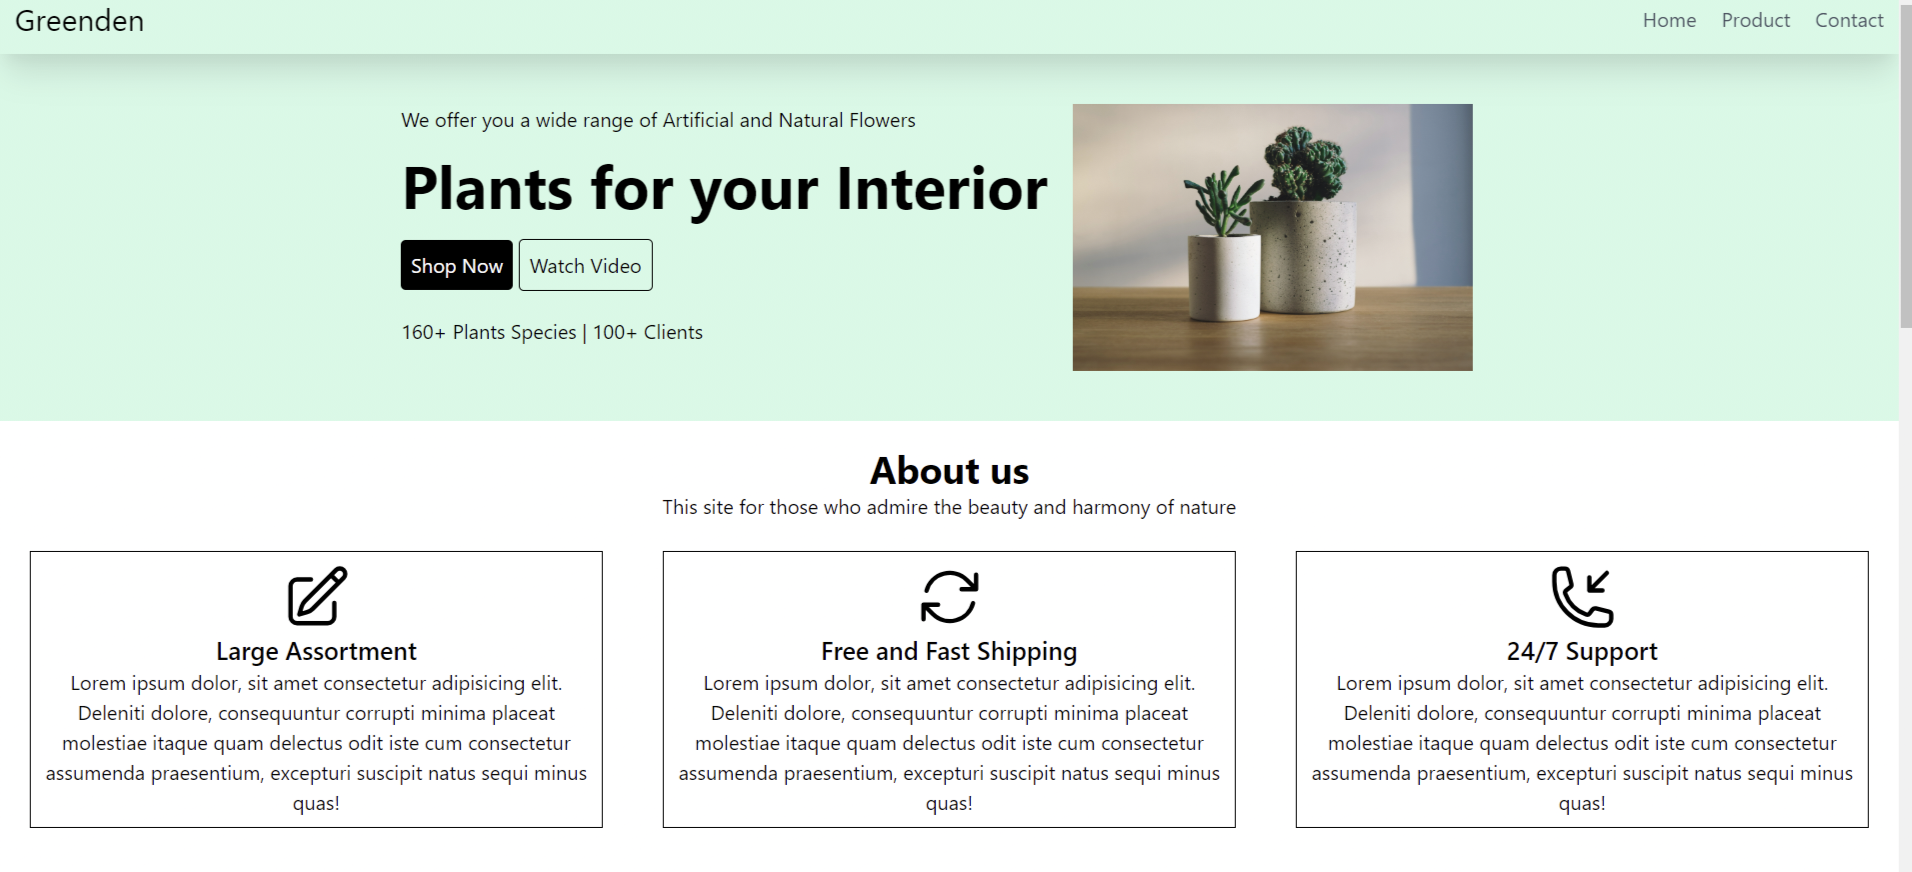 Greenden
Home Product Contact
We offer you a wide range of Artificial and Natural Flowers
Plants for your Interior
Shop Now Watch Video
160+ Plants Species | 100+ Clients
About us
This site for those who admire the beauty and harmony of nature
Large Assortment
Lorem ipsum dolor, sit amet consectetur adipisicing elit.
Deleniti dolore, consequuntur corrupti minima placeat
molestiae itaque quam delectus odit iste cum consectetur
assumenda praesentium, excepturi suscipit natus sequi minus
quas!
Free and Fast Shipping
Lorem ipsum dolor, sit amet consectetur adipisicing elit.
Deleniti dolore, consequuntur corrupti minima placeat
molestiae itaque quam delectus odit iste cum consectetur
assumenda praesentium, excepturi suscipit natus sequi minus
quas!
24/7 Support
Lorem ipsum dolor, sit amet consectetur adipisicing elit.
Deleniti dolore, consequuntur corrupti minima placeat
molestiae itaque quam delectus odit iste cum consectetur
assumenda praesentium, excepturi suscipit natus sequi minus
quas!